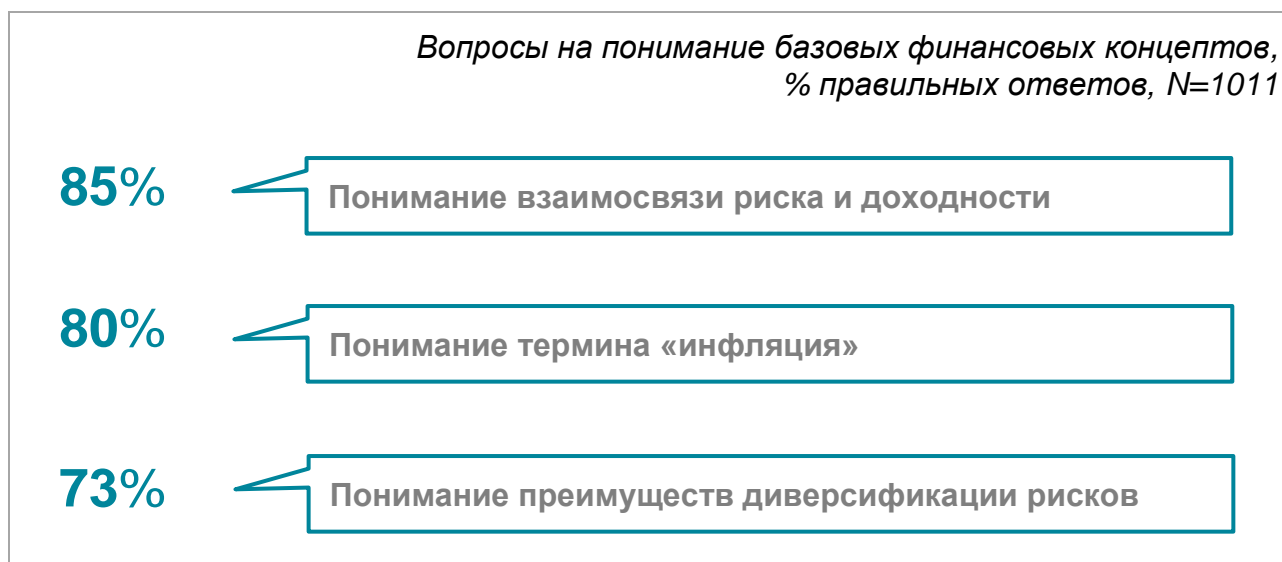 Вопросы на понимание базовых финансовых концептов,
% правильных ответов, N=1011
85%
Понимание взаимосвязи риска и доходности
80%
Понимание термина «инфляция»
73%
Понимание преимуществ диверсификации рисков